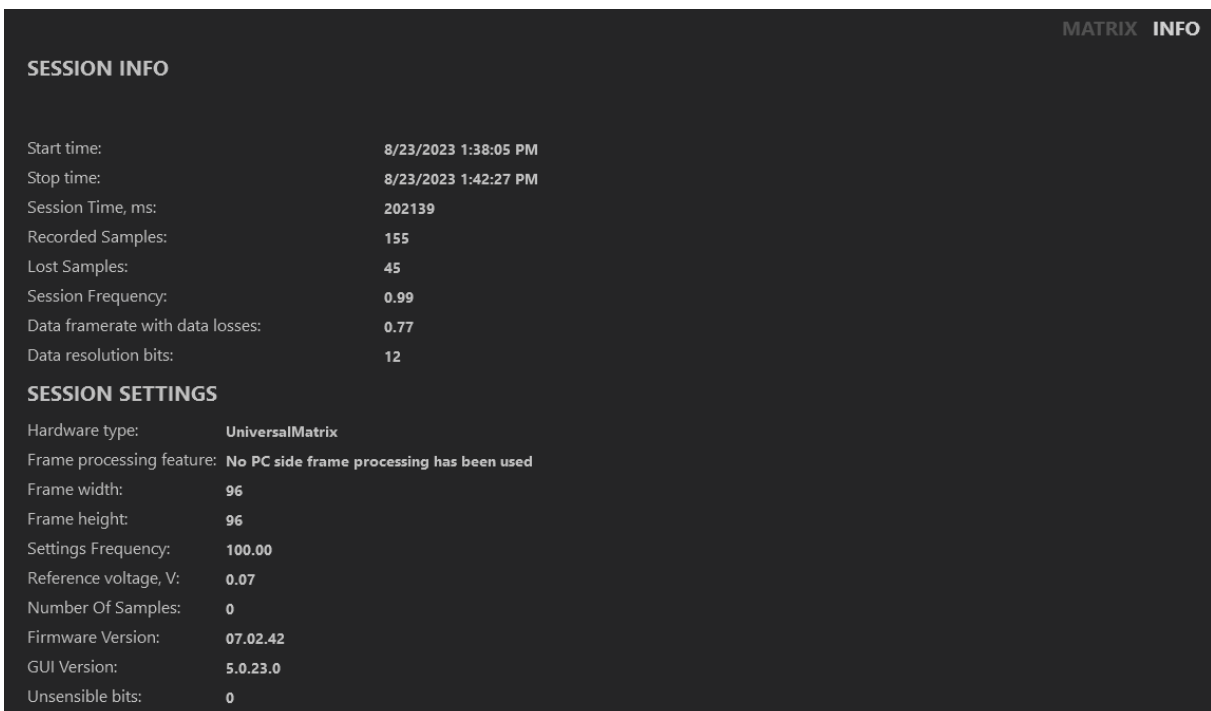 MATRIX INFO
SESSION INFO
Start time: 8/23/2023 1:38:05 PM
Stop time: 8/23/2023 1:42:27 PM
Session Time, ms: 202139
Recorded Samples: 155
Lost Samples: 45
Session Frequency: 0.99
Data framerate with data losses: 0.77
Data resolution bits: 12
SESSION SETTINGS
Hardware type: UniversalMatrix
Frame processing feature: No PC side frame processing has been used
Frame width: 96
Frame height: 96
Settings Frequency: 100.00
Reference voltage, V: 0.07
Number Of Samples: 0
Firmware Version: 07.02.42
GUI Version: 5.0.23.0
Unsensible bits: 0